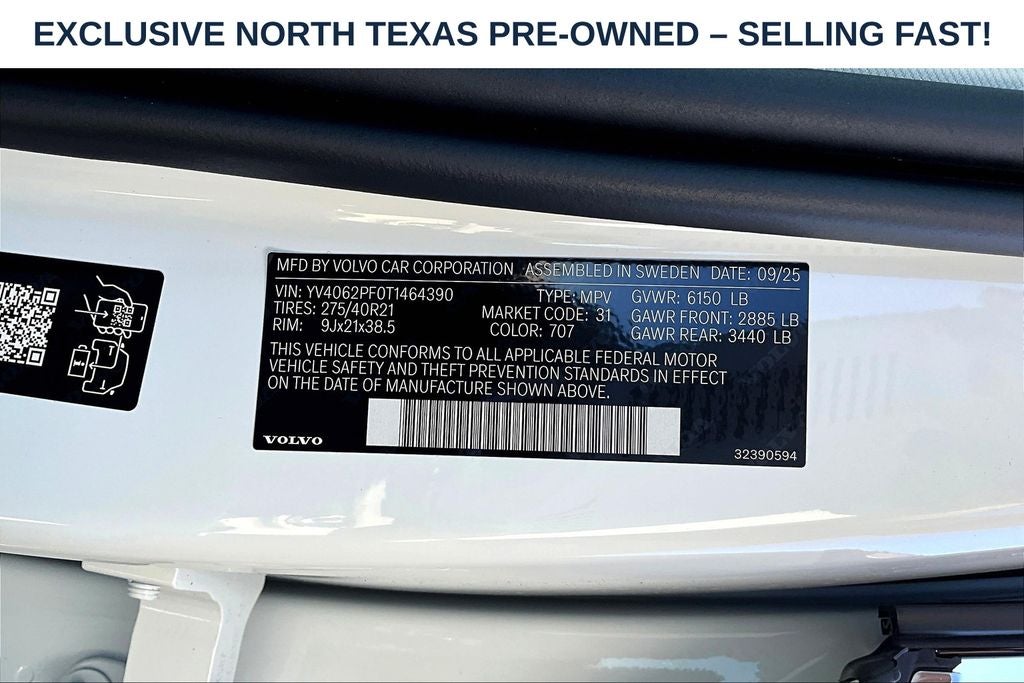 EXCLUSIVE NORTH TEXAS PRE-OWNED – SELLING FAST!
MFD BY VOLVO CAR CORPORATION ASSEMBLED IN SWEDEN DATE: 09/25
VIN: YV4062PF0T1464390 TYPE: MPV GVWR: 6150 LB
TIRES: 275/40R21 MARKET CODE: 31 GAWR FRONT: 2885 LB
RIM: 9Jx21x38.5 COLOR: 707 GAWR REAR: 3440 LB
THIS VEHICLE CONFORMS TO ALL APPLICABLE FEDERAL MOTOR
VEHICLE SAFETY AND THEFT PREVENTION STANDARDS IN EFFECT
ON THE DATE OF MANUFACTURE SHOWN ABOVE.
VOLVO
32390594